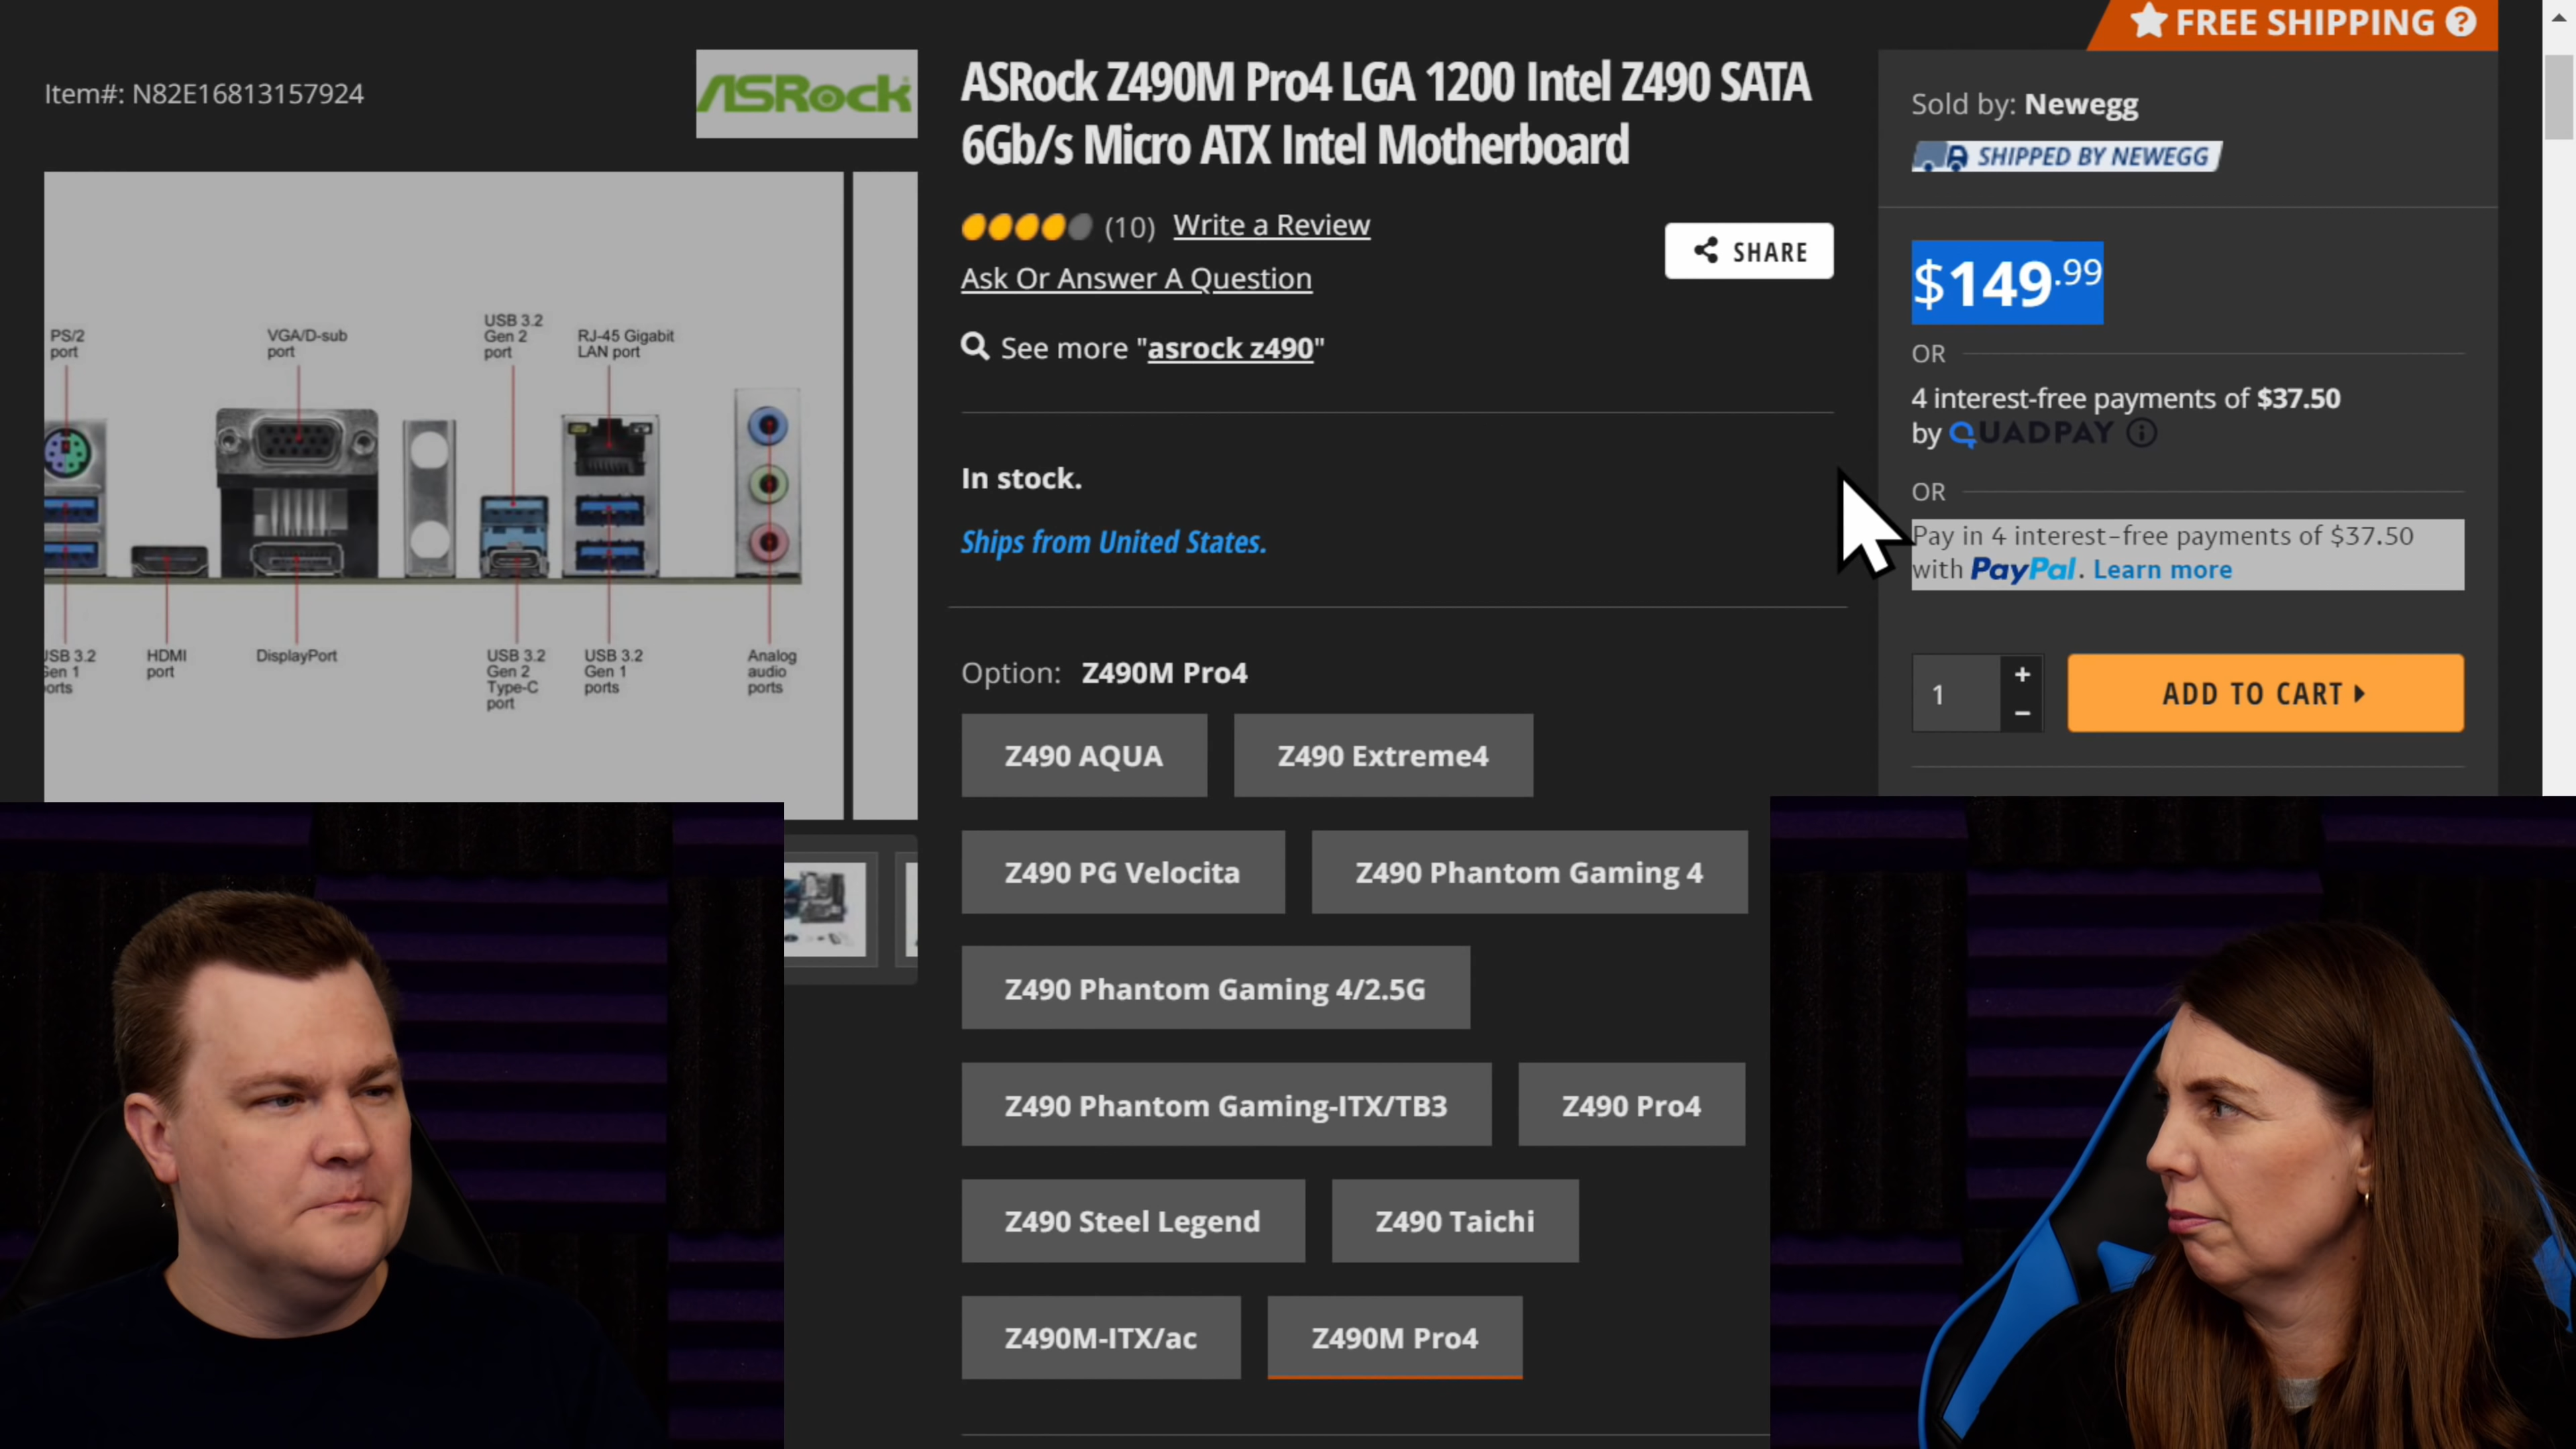 FREE SHIPPING ?
Item#: N82E16813157924
ASRock
ASRock Z490M Pro4 LGA 1200 Intel Z490 SATA
6Gb/s Micro ATX Intel Motherboard
(10) Write a Review
Ask Or Answer A Question
SHARE
See more "asrock z490"
In stock.
Ships from United States.
PS/2
port
VGA/D-sub
port
USB 3.2
Gen 2
port
RJ-45 Gigabit
LAN port
USB 3.2
Gen 1
ports
HDMI
port
DisplayPort
USB 3.2
Gen 2
Type-C
port
USB 3.2
Gen 1
ports
Analog
audio
ports
Sold by: Newegg
SHIPPED BY NEWEGG
$149.99
OR
4 interest-free payments of $37.50
by QUADPAY
OR
Pay in 4 interest-free payments of $37.50
with PayPal. Learn more
1 + −
ADD TO CART
Option: Z490M Pro4
Z490 AQUA
Z490 Extreme4
Z490 PG Velocita
Z490 Phantom Gaming 4
Z490 Phantom Gaming 4/2.5G
Z490 Phantom Gaming-ITX/TB3
Z490 Pro4
Z490 Steel Legend
Z490 Taichi
Z490M-ITX/ac
Z490M Pro4